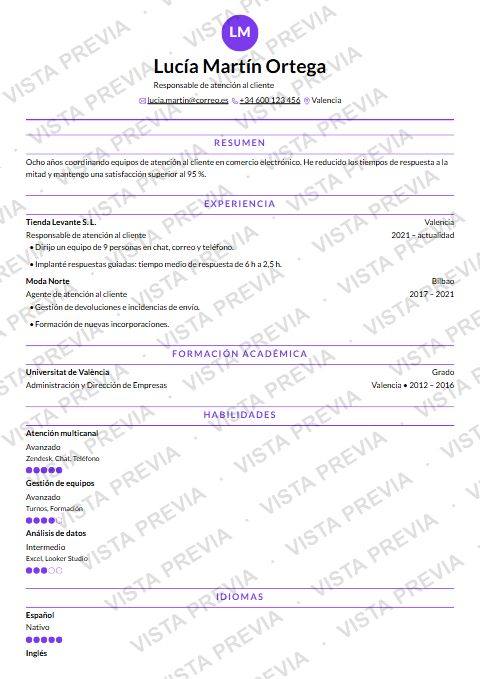 LM
Lucía Martín Ortega
Responsable de atención al cliente
lucia.martin@correo.es +34 600 123 456 Valencia
RESUMEN
Ocho años coordinando equipos de atención al cliente en comercio electrónico. He reducido los tiempos de respuesta a la
mitad y mantengo una satisfacción superior al 95 %.
EXPERIENCIA
Tienda Levante S. L. Valencia
Responsable de atención al cliente 2021 – actualidad
• Dirijo un equipo de 9 personas en chat, correo y teléfono.
• Implanté respuestas guiadas: tiempo medio de respuesta de 6 h a 2,5 h.
Moda Norte Bilbao
Agente de atención al cliente 2017 – 2021
• Gestión de devoluciones e incidencias de envío.
• Formación de nuevas incorporaciones.
FORMACIÓN ACADÉMICA
Universitat de València Grado
Administración y Dirección de Empresas Valencia • 2012 – 2016
HABILIDADES
Atención multicanal
Avanzado
Zendesk, Chat, Teléfono
Gestión de equipos
Avanzado
Turnos, Formación
Análisis de datos
Intermedio
Excel, Looker Studio
IDIOMAS
Español
Nativo
Inglés
VISTA PREVIA